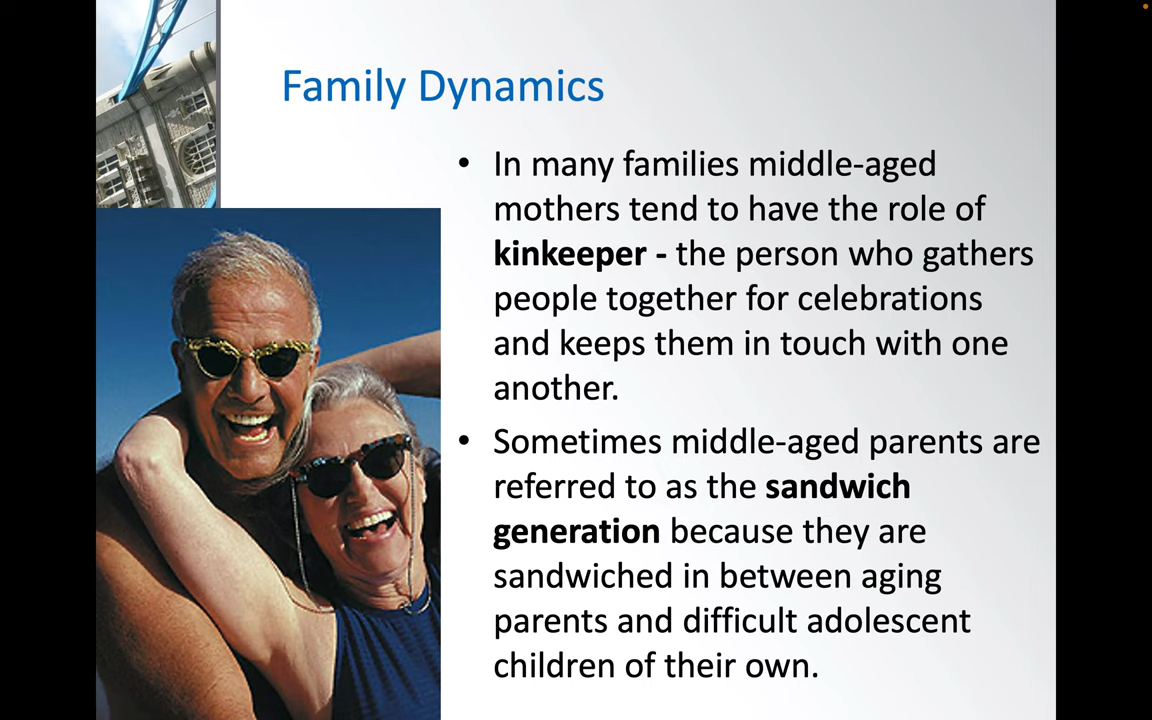 Family Dynamics
• In many families middle-aged
mothers tend to have the role of
kinkeeper - the person who gathers
people together for celebrations
and keeps them in touch with one
another.
• Sometimes middle-aged parents are
referred to as the sandwich
generation because they are
sandwiched in between aging
parents and difficult adolescent
children of their own.